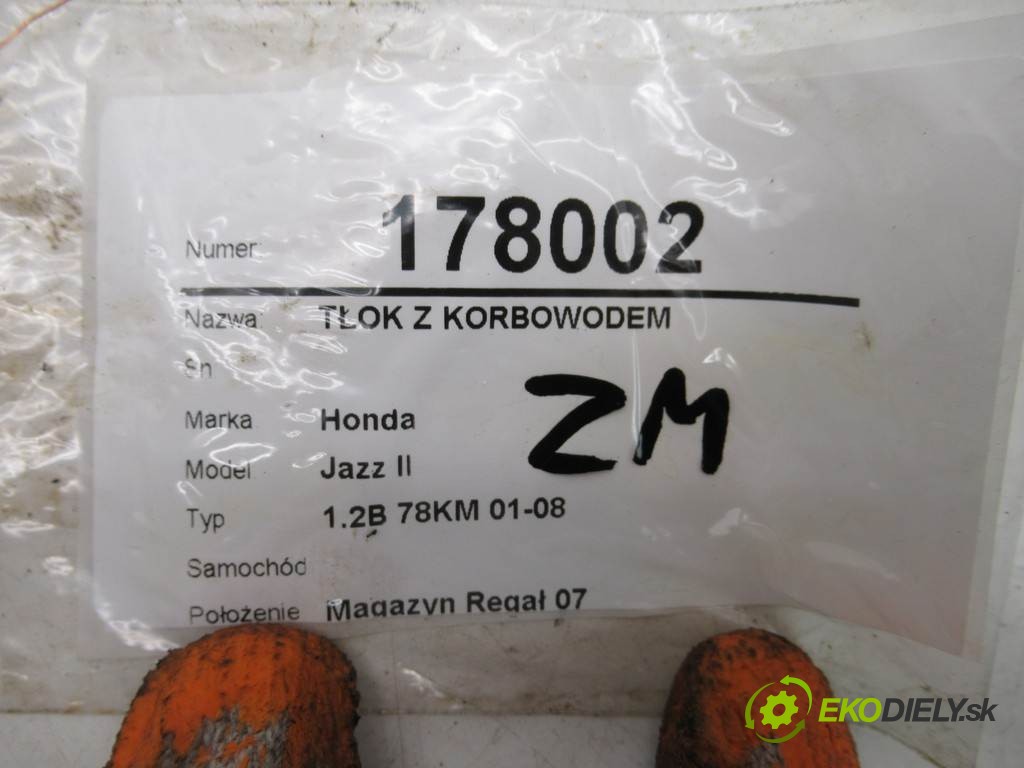 Numer: 178002
Nazwa: TŁOK Z KORBOWODEM
Sn
Marka Honda
Model Jazz II
ZM
Typ 1.2B 78KM 01-08
Samochód
Położenie Magazyn Regał 07
EKODIELY.sk